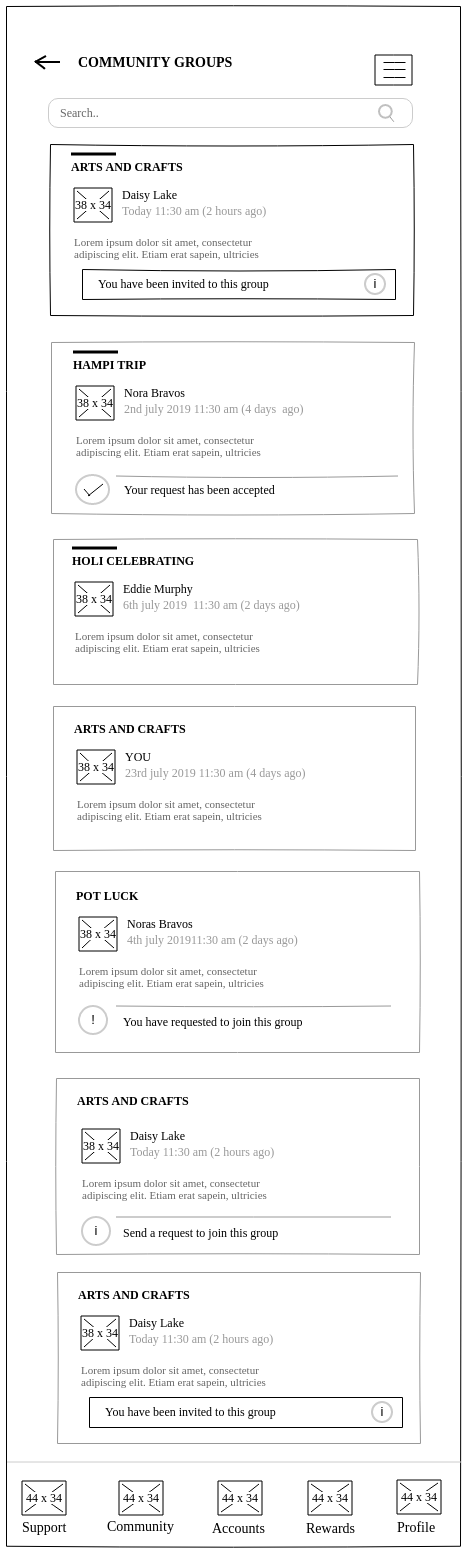 COMMUNITY GROUPS
Search..
ARTS AND CRAFTS
38 x 34
Daisy Lake
Today 11:30 am (2 hours ago)
Lorem ipsum dolor sit amet, consectetur
adipiscing elit. Etiam erat sapein, ultricies
You have been invited to this group
i
HAMPI TRIP
38 x 34
Nora Bravos
2nd july 2019 11:30 am (4 days  ago)
Lorem ipsum dolor sit amet, consectetur
adipiscing elit. Etiam erat sapein, ultricies
Your request has been accepted
HOLI CELEBRATING
38 x 34
Eddie Murphy
6th july 2019  11:30 am (2 days ago)
Lorem ipsum dolor sit amet, consectetur
adipiscing elit. Etiam erat sapein, ultricies
ARTS AND CRAFTS
38 x 34
YOU
23rd july 2019 11:30 am (4 days ago)
Lorem ipsum dolor sit amet, consectetur
adipiscing elit. Etiam erat sapein, ultricies
POT LUCK
38 x 34
Noras Bravos
4th july 201911:30 am (2 days ago)
Lorem ipsum dolor sit amet, consectetur
adipiscing elit. Etiam erat sapein, ultricies
!
You have requested to join this group
ARTS AND CRAFTS
38 x 34
Daisy Lake
Today 11:30 am (2 hours ago)
Lorem ipsum dolor sit amet, consectetur
adipiscing elit. Etiam erat sapein, ultricies
i
Send a request to join this group
ARTS AND CRAFTS
38 x 34
Daisy Lake
Today 11:30 am (2 hours ago)
Lorem ipsum dolor sit amet, consectetur
adipiscing elit. Etiam erat sapein, ultricies
You have been invited to this group
i
44 x 34
44 x 34
44 x 34
44 x 34
44 x 34
Support
Community
Accounts
Rewards
Profile